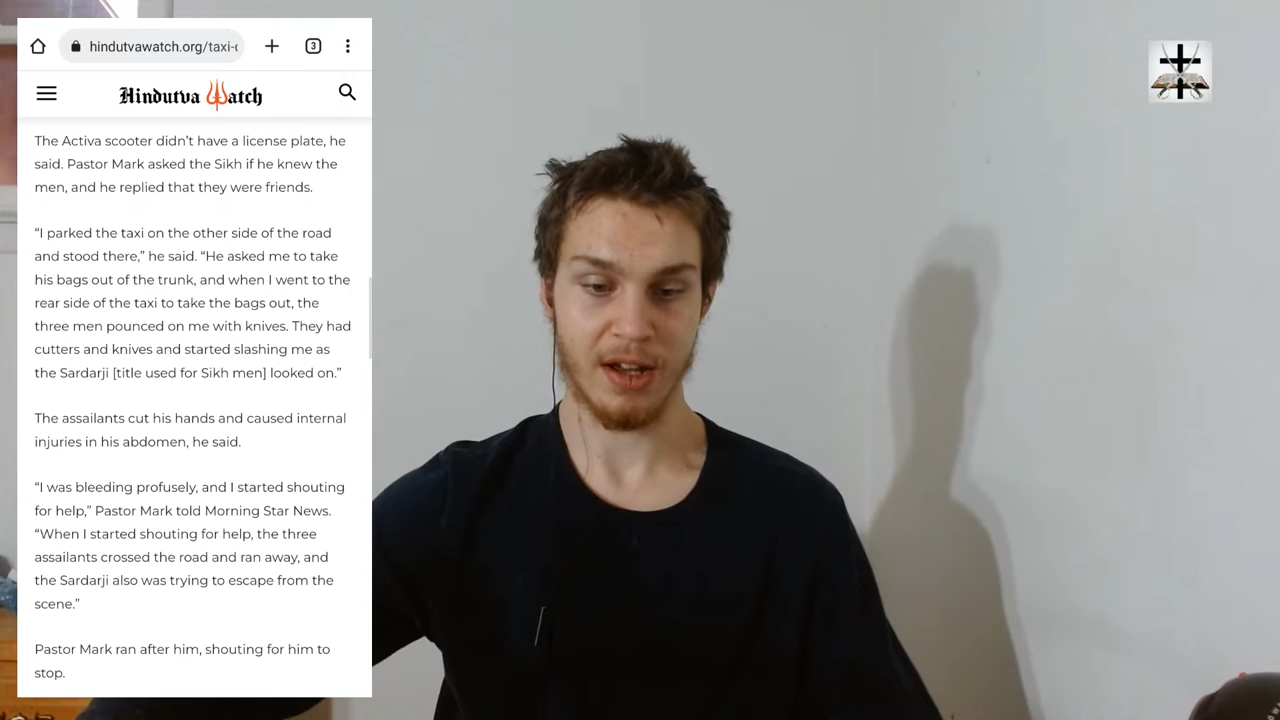 hindutvawatch.org/taxi-
3
Hindutva Watch
The Activa scooter didn’t have a license plate, he
said. Pastor Mark asked the Sikh if he knew the
men, and he replied that they were friends.
“I parked the taxi on the other side of the road
and stood there,” he said. “He asked me to take
his bags out of the trunk, and when I went to the
rear side of the taxi to take the bags out, the
three men pounced on me with knives. They had
cutters and knives and started slashing me as
the Sardarji [title used for Sikh men] looked on.”
The assailants cut his hands and caused internal
injuries in his abdomen, he said.
“I was bleeding profusely, and I started shouting
for help,” Pastor Mark told Morning Star News.
“When I started shouting for help, the three
assailants crossed the road and ran away, and
the Sardarji also was trying to escape from the
scene.”
Pastor Mark ran after him, shouting for him to
stop.